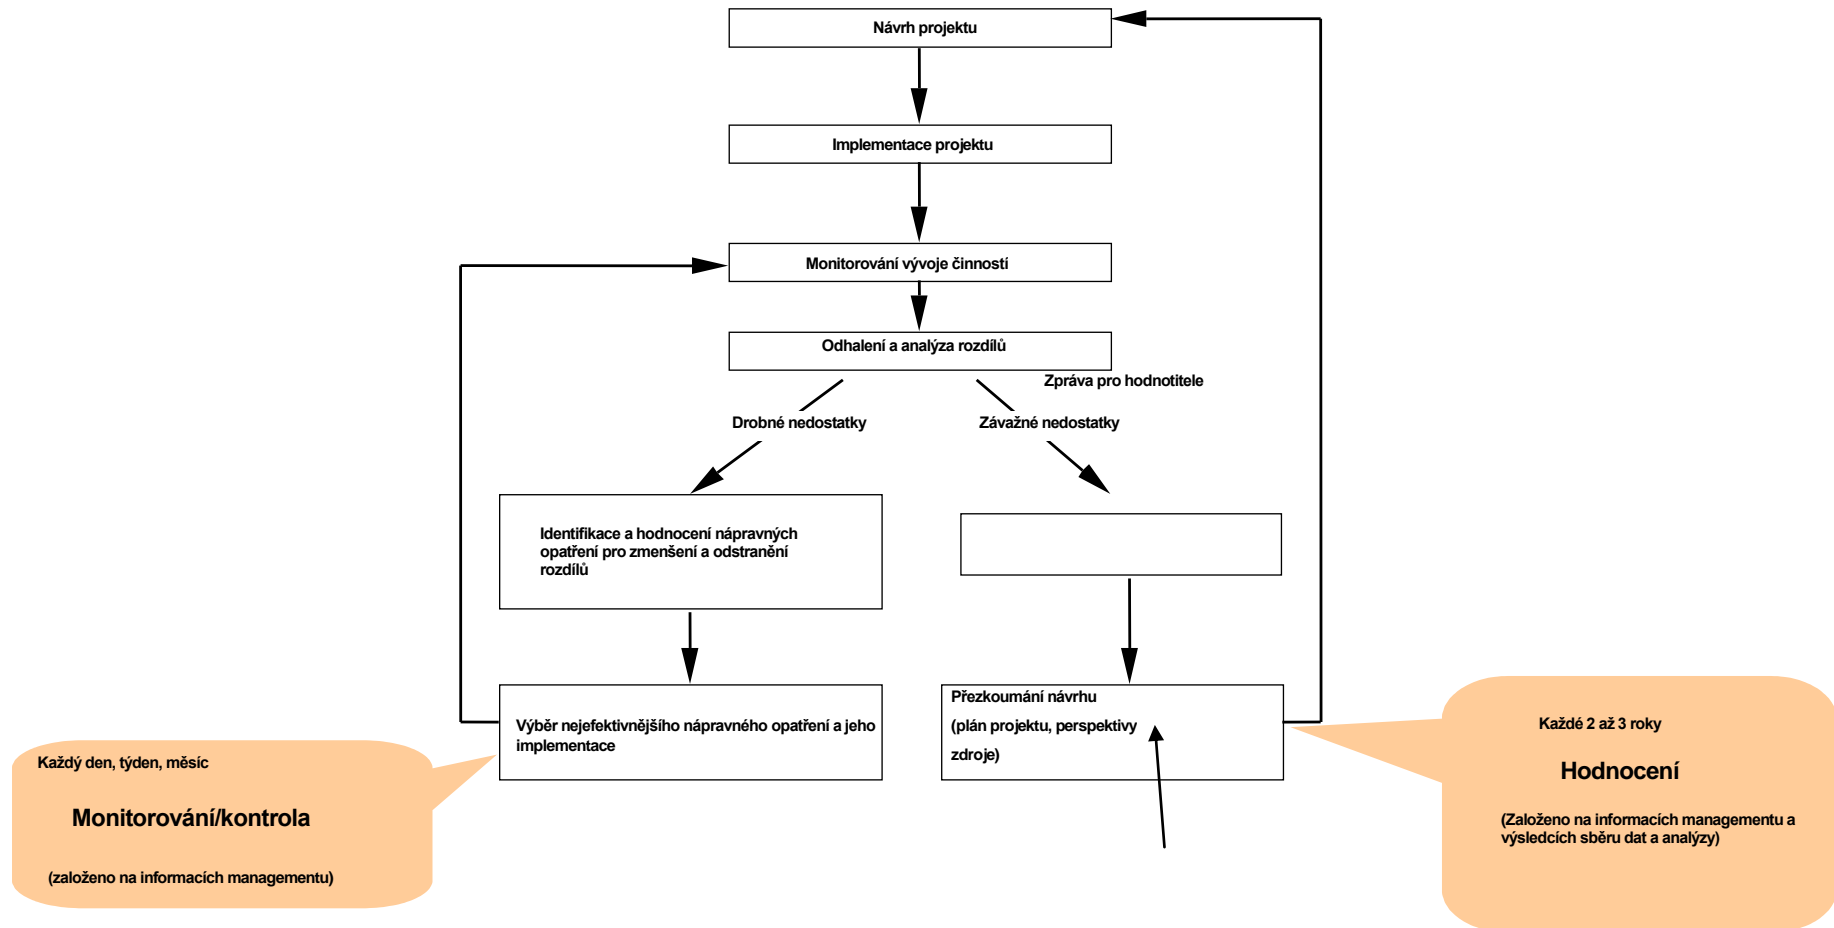 Návrh projektu
Implementace projektu
Monitorování vývoje činností
Odhalení a analýza rozdílů
Zpráva pro hodnotitele
Drobné nedostatky
Závažné nedostatky
Identifikace a hodnocení nápravných
opatření pro zmenšení a odstranění
rozdílů
Výběr nejefektivnějšího nápravného opatření a jeho
implementace
Přezkoumání návrhu
(plán projektu, perspektivy
zdroje)
Každý den, týden, měsíc
Monitorování/kontrola
(založeno na informacích managementu)
Každé 2 až 3 roky
Hodnocení
(Založeno na informacích managementu a
výsledcích sběru dat a analýzy)